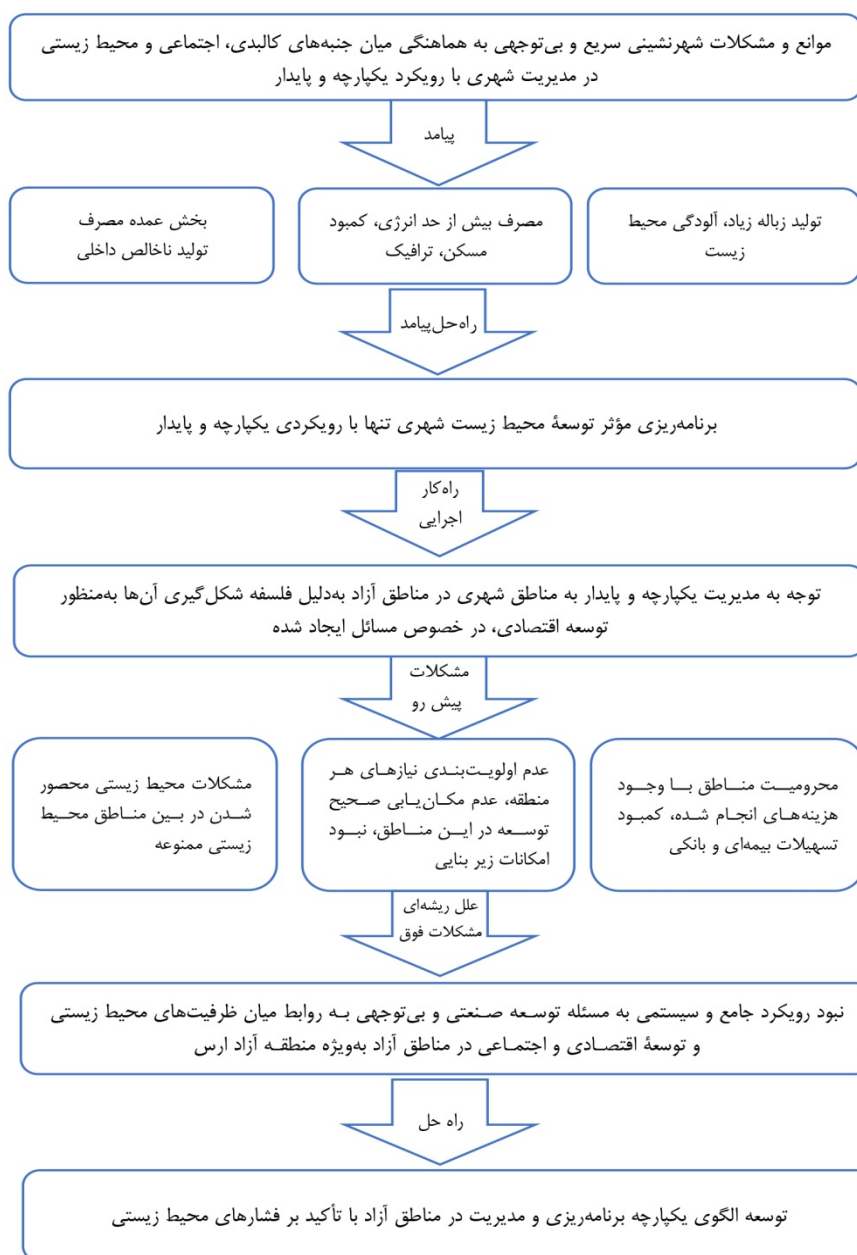 موانع و مشکلات شهرنشینی سریع و بی‌توجهی به هماهنگی میان جنبه‌های کالبدی، اجتماعی و محیط زیستی
در مدیریت شهری با رویکرد یکپارچه و پایدار
پیامد
تولید زباله زیاد، آلودگی محیط
زیست
مصرف بیش از حد انرژی، کمبود
مسکن، ترافیک
بخش عمده مصرف
تولید ناخالص داخلی
راه‌حل‌پیامد
برنامه‌ریزی مؤثر توسعهٔ محیط زیست شهری تنها با رویکردی یکپارچه و پایدار
راه‌کار
اجرایی
توجه به مدیریت یکپارچه و پایدار به مناطق شهری در مناطق آزاد به‌دلیل فلسفه شکل‌گیری آن‌ها به‌منظور
توسعه اقتصادی، در خصوص مسائل ایجاد شده
مشکلات
پیش رو
محرومیت مناطق با وجود
هزینه‌های انجام شده، کمبود
تسهیلات بیمه‌ای و بانکی
عدم اولویت‌بندی نیازهای هر
منطقه، عدم مکان‌یابی صحیح
توسعه در این مناطق، نبود
امکانات زیر بنایی
مشکلات محیط زیستی محصور
شدن در بین مناطق محیط
زیستی ممنوعه
علل ریشه‌ای
مشکلات فوق
نبود رویکرد جامع و سیستمی به مسئله توسعه صنعتی و بی‌توجهی به روابط میان ظرفیت‌های محیط زیستی
و توسعهٔ اقتصادی و اجتماعی در مناطق آزاد به‌ویژه منطقه آزاد ارس
راه حل
توسعه الگوی یکپارچه برنامه‌ریزی و مدیریت در مناطق آزاد با تأکید بر فشارهای محیط زیستی